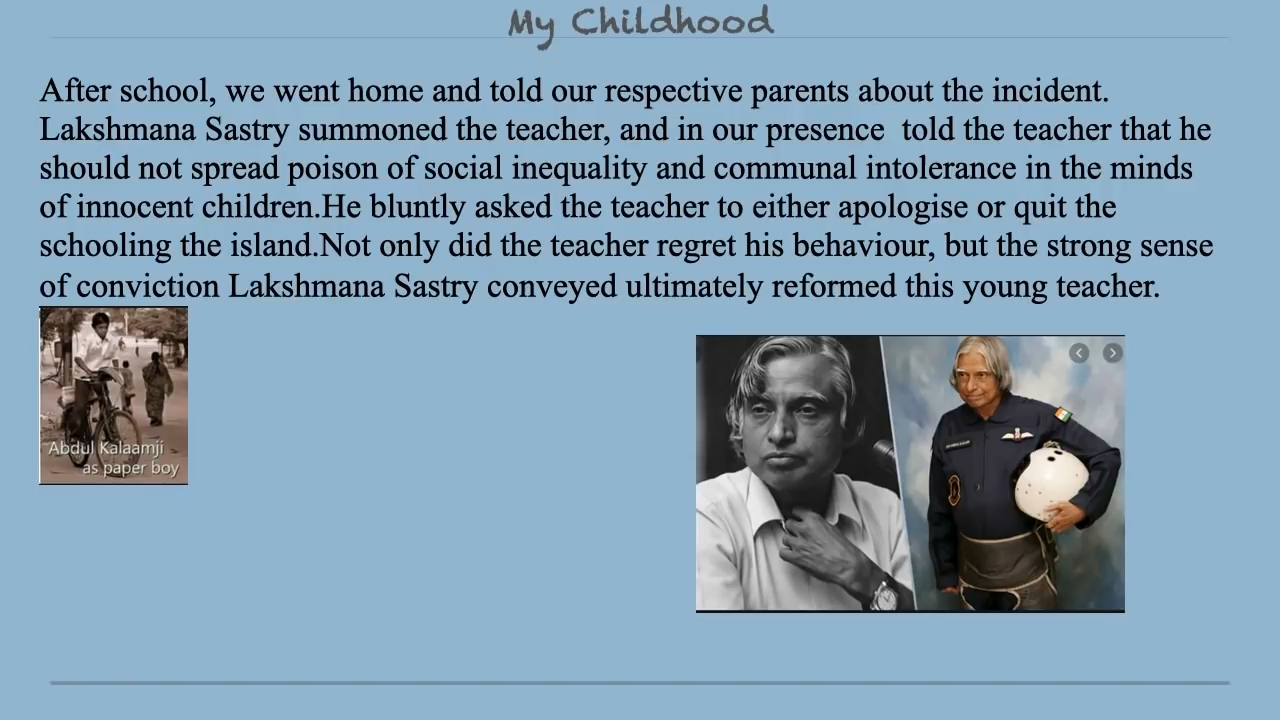 My Childhood
After school, we went home and told our respective parents about the incident.
Lakshmana Sastry summoned the teacher, and in our presence  told the teacher that he
should not spread poison of social inequality and communal intolerance in the minds
of innocent children.He bluntly asked the teacher to either apologise or quit the
schooling the island.Not only did the teacher regret his behaviour, but the strong sense
of conviction Lakshmana Sastry conveyed ultimately reformed this young teacher.
Abdul Kalaamji
as paper boy